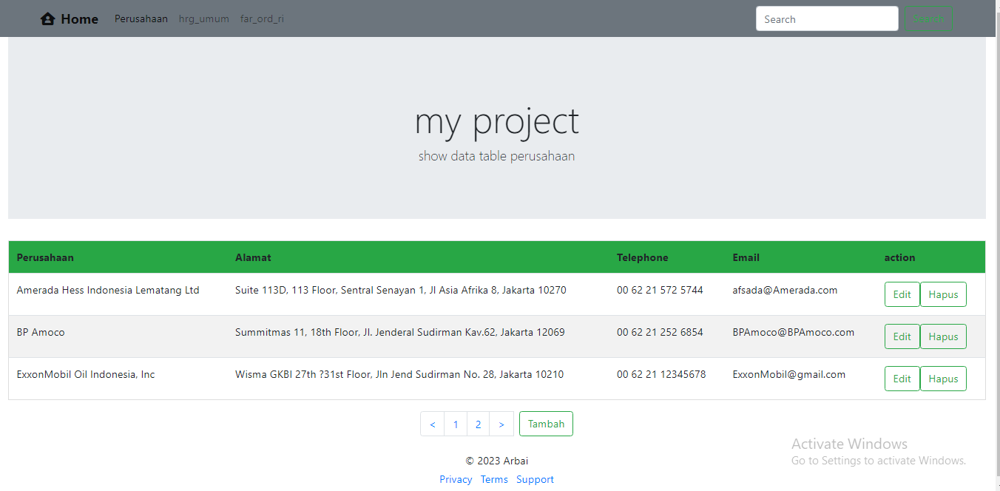 Home Perusahaan hrg_umum far_ord_ri Search Search
my project
show data table perusahaan
Perusahaan Alamat Telephone Email action
Amerada Hess Indonesia Lematang Ltd Suite 113D, 113 Floor, Sentral Senayan 1, Jl Asia Afrika 8, Jakarta 10270 00 62 21 572 5744 afsada@Amerada.com Edit Hapus
BP Amoco Summitmas 11, 18th Floor, Jl. Jenderal Sudirman Kav.62, Jakarta 12069 00 62 21 252 6854 BPAmoco@BPAmoco.com Edit Hapus
ExxonMobil Oil Indonesia, Inc Wisma GKBI 27th ?31st Floor, Jln Jend Sudirman No. 28, Jakarta 10210 00 62 21 12345678 ExxonMobil@gmail.com Edit Hapus
< 1 2 > Tambah
© 2023 Arbai
Privacy Terms Support
Activate Windows
Go to Settings to activate Windows.